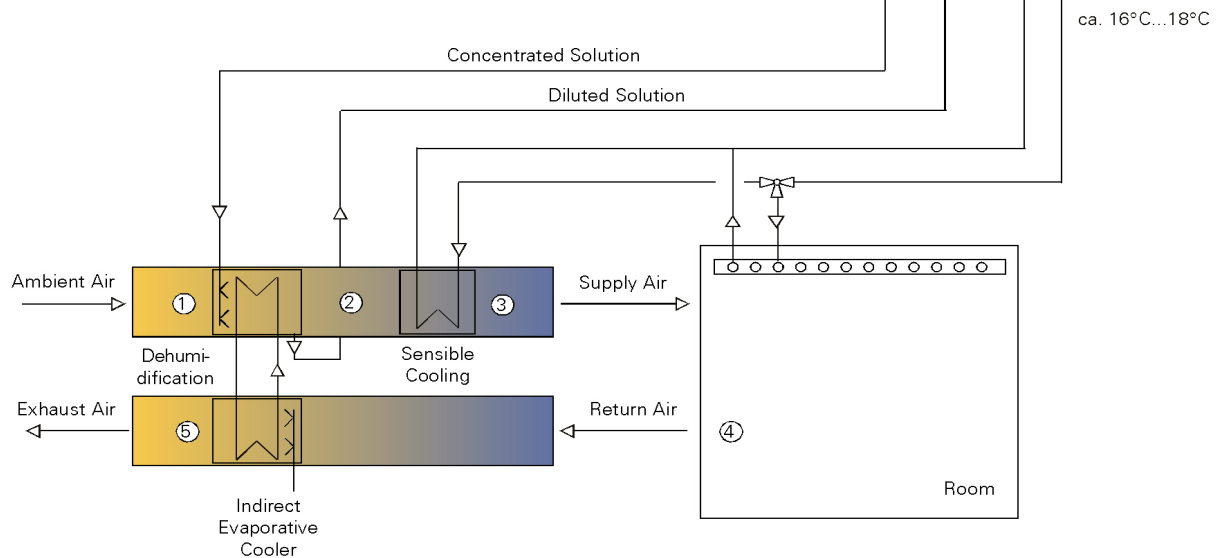 ca. 16°C...18°C
Concentrated Solution
Diluted Solution
Ambient Air
1
2
3
Supply Air
Dehumi-
dification
Sensible
Cooling
Exhaust Air
5
Return Air
4
Room
Indirect
Evaporative
Cooler